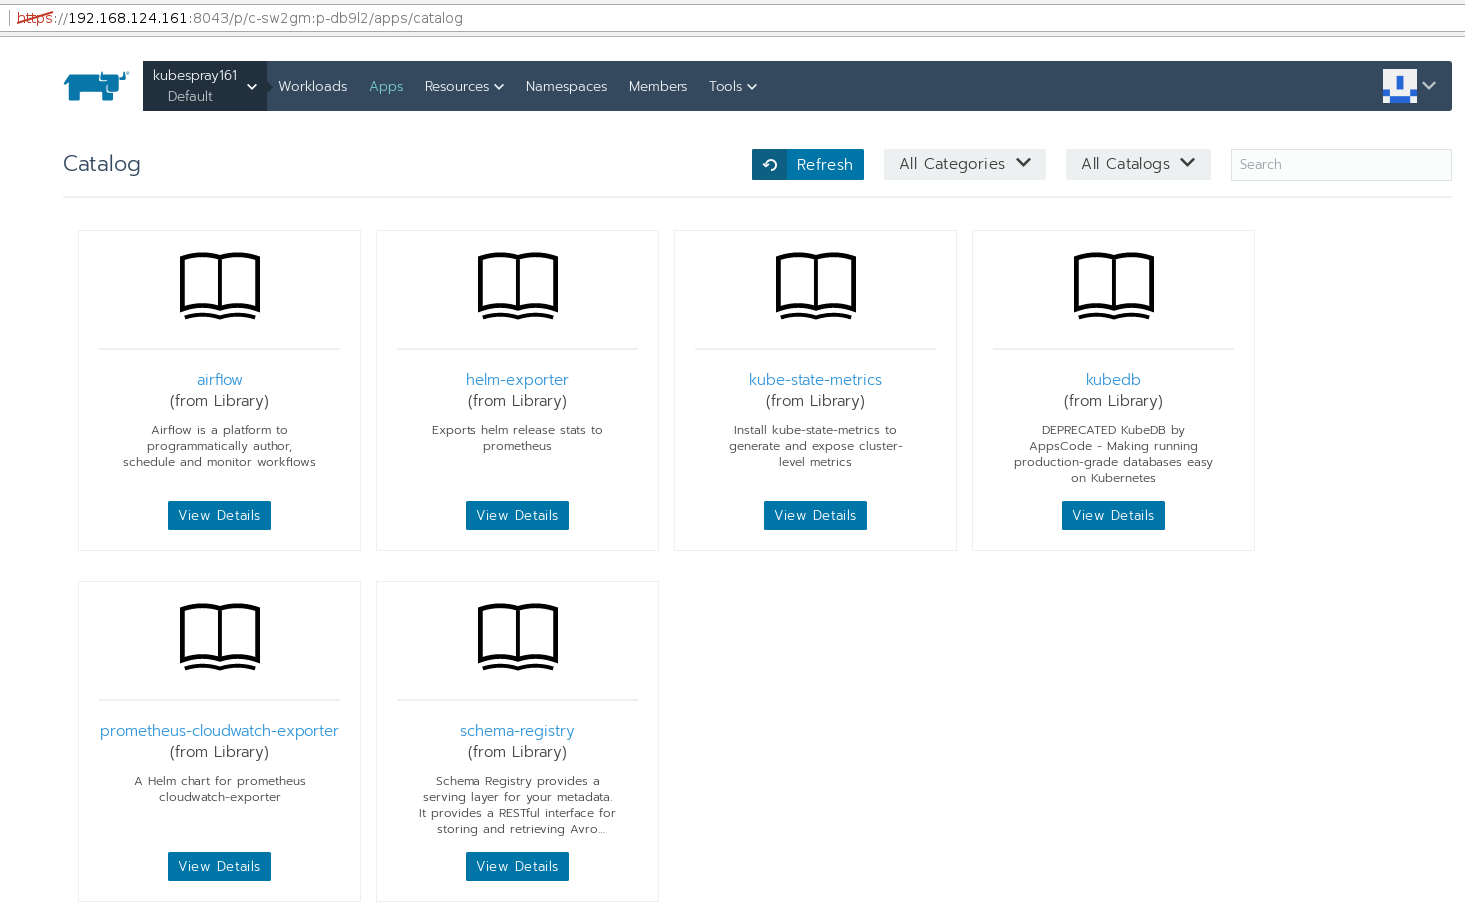 https://192.168.124.161:8043/p/c-sw2gm:p-db9l2/apps/catalog
kubespray161
Default
Workloads Apps Resources Namespaces Members Tools
Catalog
Refresh All Categories All Catalogs Search
airflow
(from Library)
Airflow is a platform to
programmatically author,
schedule and monitor workflows
View Details
helm-exporter
(from Library)
Exports helm release stats to
prometheus
View Details
kube-state-metrics
(from Library)
Install kube-state-metrics to
generate and expose cluster-
level metrics
View Details
kubedb
(from Library)
DEPRECATED KubeDB by
AppsCode - Making running
production-grade databases easy
on Kubernetes
View Details
prometheus-cloudwatch-exporter
(from Library)
A Helm chart for prometheus
cloudwatch-exporter
View Details
schema-registry
(from Library)
Schema Registry provides a
serving layer for your metadata.
It provides a RESTful interface for
storing and retrieving Avro...
View Details